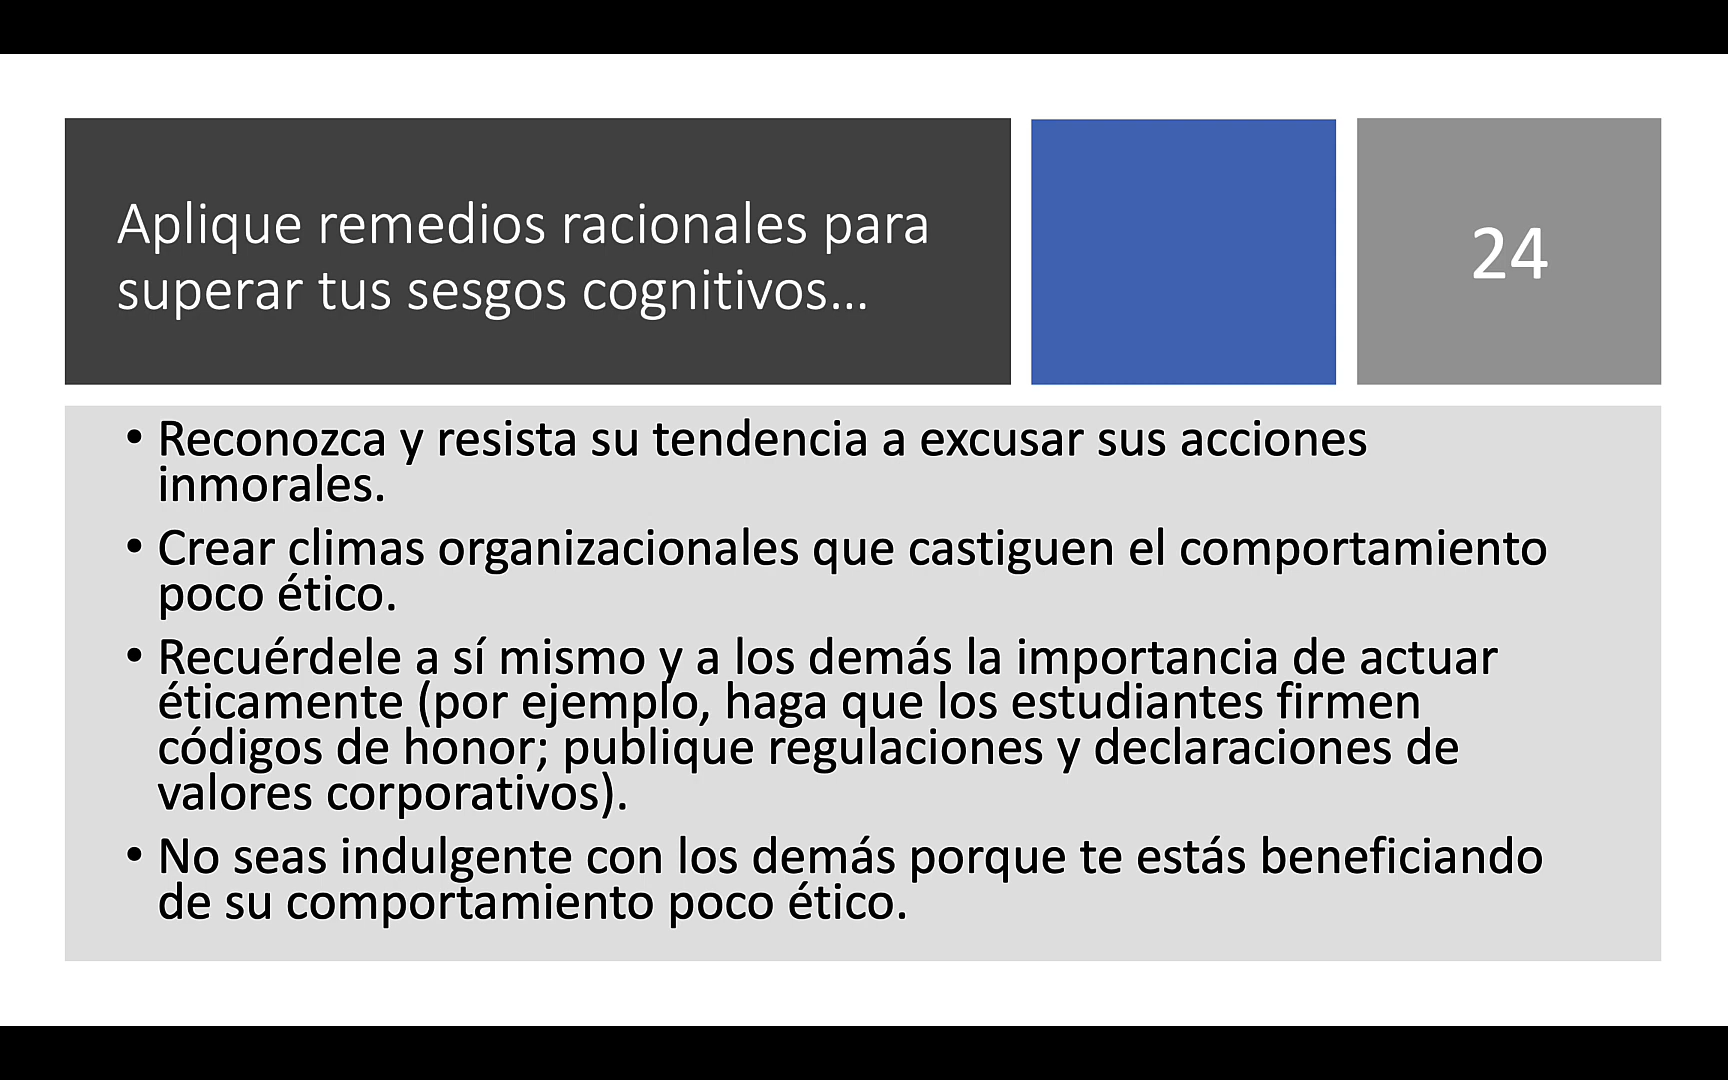 Aplique remedios racionales para
superar tus sesgos cognitivos...
24
• Reconozca y resista su tendencia a excusar sus acciones
inmorales.
• Crear climas organizacionales que castiguen el comportamiento
poco ético.
• Recuérdele a sí mismo y a los demás la importancia de actuar
éticamente (por ejemplo, haga que los estudiantes firmen
códigos de honor; publique regulaciones y declaraciones de
valores corporativos).
• No seas indulgente con los demás porque te estás beneficiando
de su comportamiento poco ético.